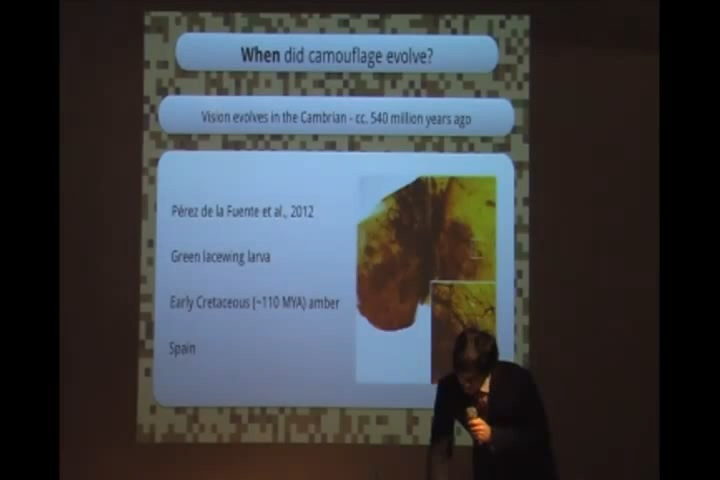 When did camouflage evolve?
Vision evolves in the Cambrian - cc. 540 million years ago
Pérez de la Fuente et al., 2012
Green lacewing larva
Early Cretaceous (~110 MYA) amber
Spain